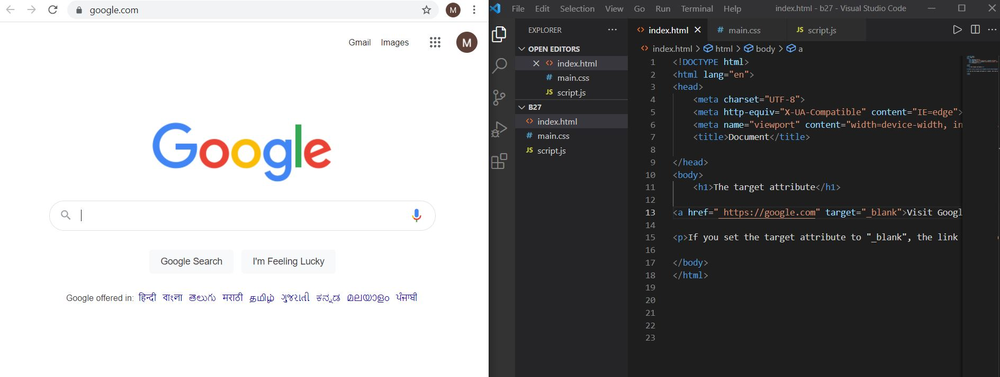 google.com
M
Gmail Images
M
Google
Google Search I'm Feeling Lucky
Google offered in: हिन्दी বাংলা తెలుగు मराठी தமிழ் ગુજરાતી ಕನ್ನಡ മലയാളം ਪੰਜਾਬੀ
File Edit Selection View Go Run Terminal Help index.html - b27 - Visual Studio Code
EXPLORER
OPEN EDITORS
index.html
# main.css
JS script.js
B27
index.html
# main.css
JS script.js
index.html # main.css JS script.js
index.html > html > body > a
1 <!DOCTYPE html>
2 <html lang="en">
3 <head>
4 <meta charset="UTF-8">
5 <meta http-equiv="X-UA-Compatible" content="IE=edge">
6 <meta name="viewport" content="width=device-width, in
7 <title>Document</title>
8
9 </head>
10 <body>
11 <h1>The target attribute</h1>
12
13 <a href=" https://google.com" target="_blank">Visit Googl
14
15 <p>If you set the target attribute to "_blank", the link
16
17 </body>
18 </html>
19
20
21
22
23